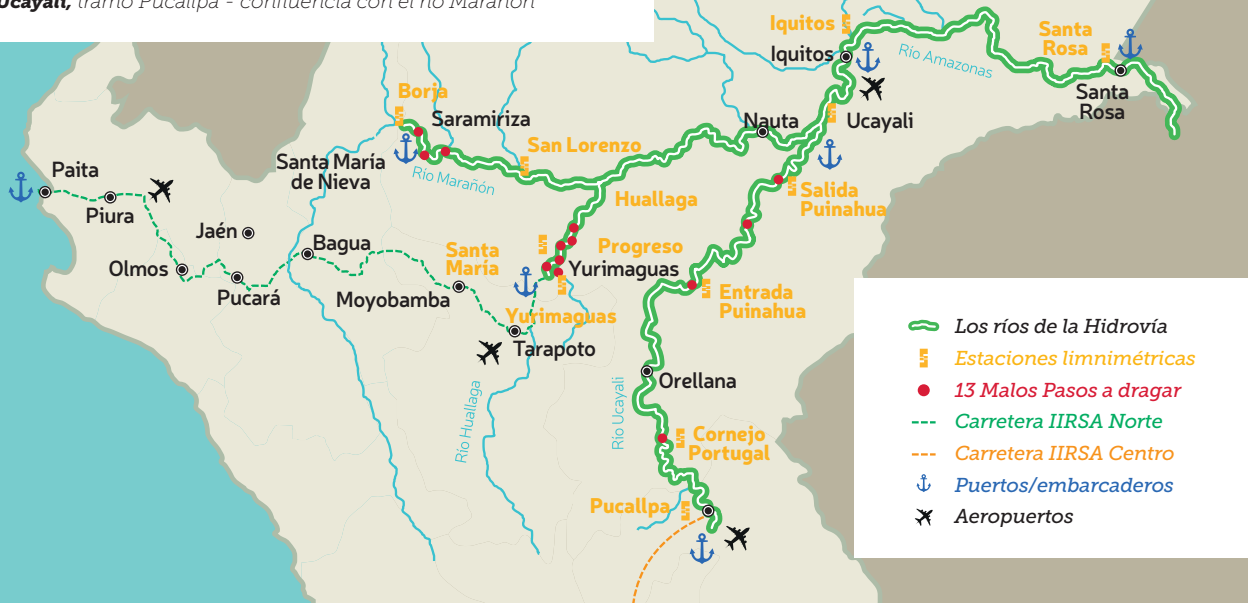 Ucayali, tramo Pucallpa - confluencia con el río Marañón
Iquitos
Iquitos
Río Amazonas
Santa
Rosa
Santa
Rosa
Borja
Saramiriza
Nauta
Ucayali
San Lorenzo
Santa María
de Nieva
Río Marañón
Paita
Piura
Salida
Puinahua
Huallaga
Jaén
Bagua
Santa
María
Progreso
Yurimaguas
Olmos
Pucará
Moyobamba
Entrada
Puinahua
Yurimaguas
Tarapoto
Orellana
Río Huallaga
Río Ucayali
Cornejo
Portugal
Pucallpa
Los ríos de la Hidrovía
Estaciones limnimétricas
13 Malos Pasos a dragar
Carretera IIRSA Norte
Carretera IIRSA Centro
Puertos/embarcaderos
Aeropuertos